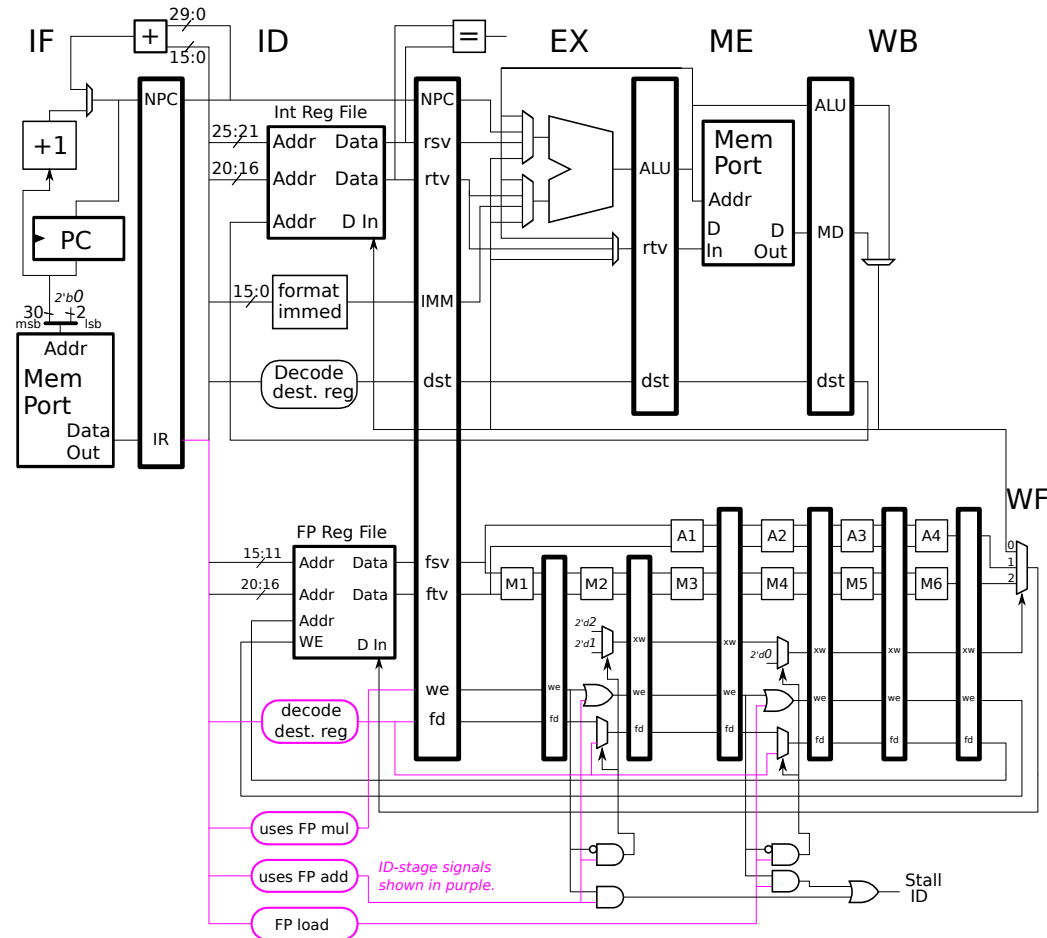 IF
ID
EX
ME
WB
29:0
15:0
+
=
NPC
+1
PC
30
2'b0
2
msb
lsb
Addr
Mem
Port
Data
Out
IR
Int Reg File
25:21
Addr
Data
20:16
Addr
Data
Addr
D In
15:0
format
immed
Decode
dest. reg
NPC
rsv
rtv
IMM
dst
ALU
rtv
dst
Mem
Port
Addr
D
In
D
Out
ALU
MD
dst
WF
FP Reg File
15:11
Addr
Data
20:16
Addr
Data
Addr
WE
D In
fsv
ftv
we
fd
A1
A2
A3
A4
M1
M2
M3
M4
M5
M6
0
1
2
2'd2
2'd1
2'd0
xw
xw
xw
xw
xw
we
we
we
we
we
we
fd
fd
fd
fd
fd
fd
decode
dest. reg
uses FP mul
uses FP add
FP load
ID-stage signals
shown in purple.
Stall
ID